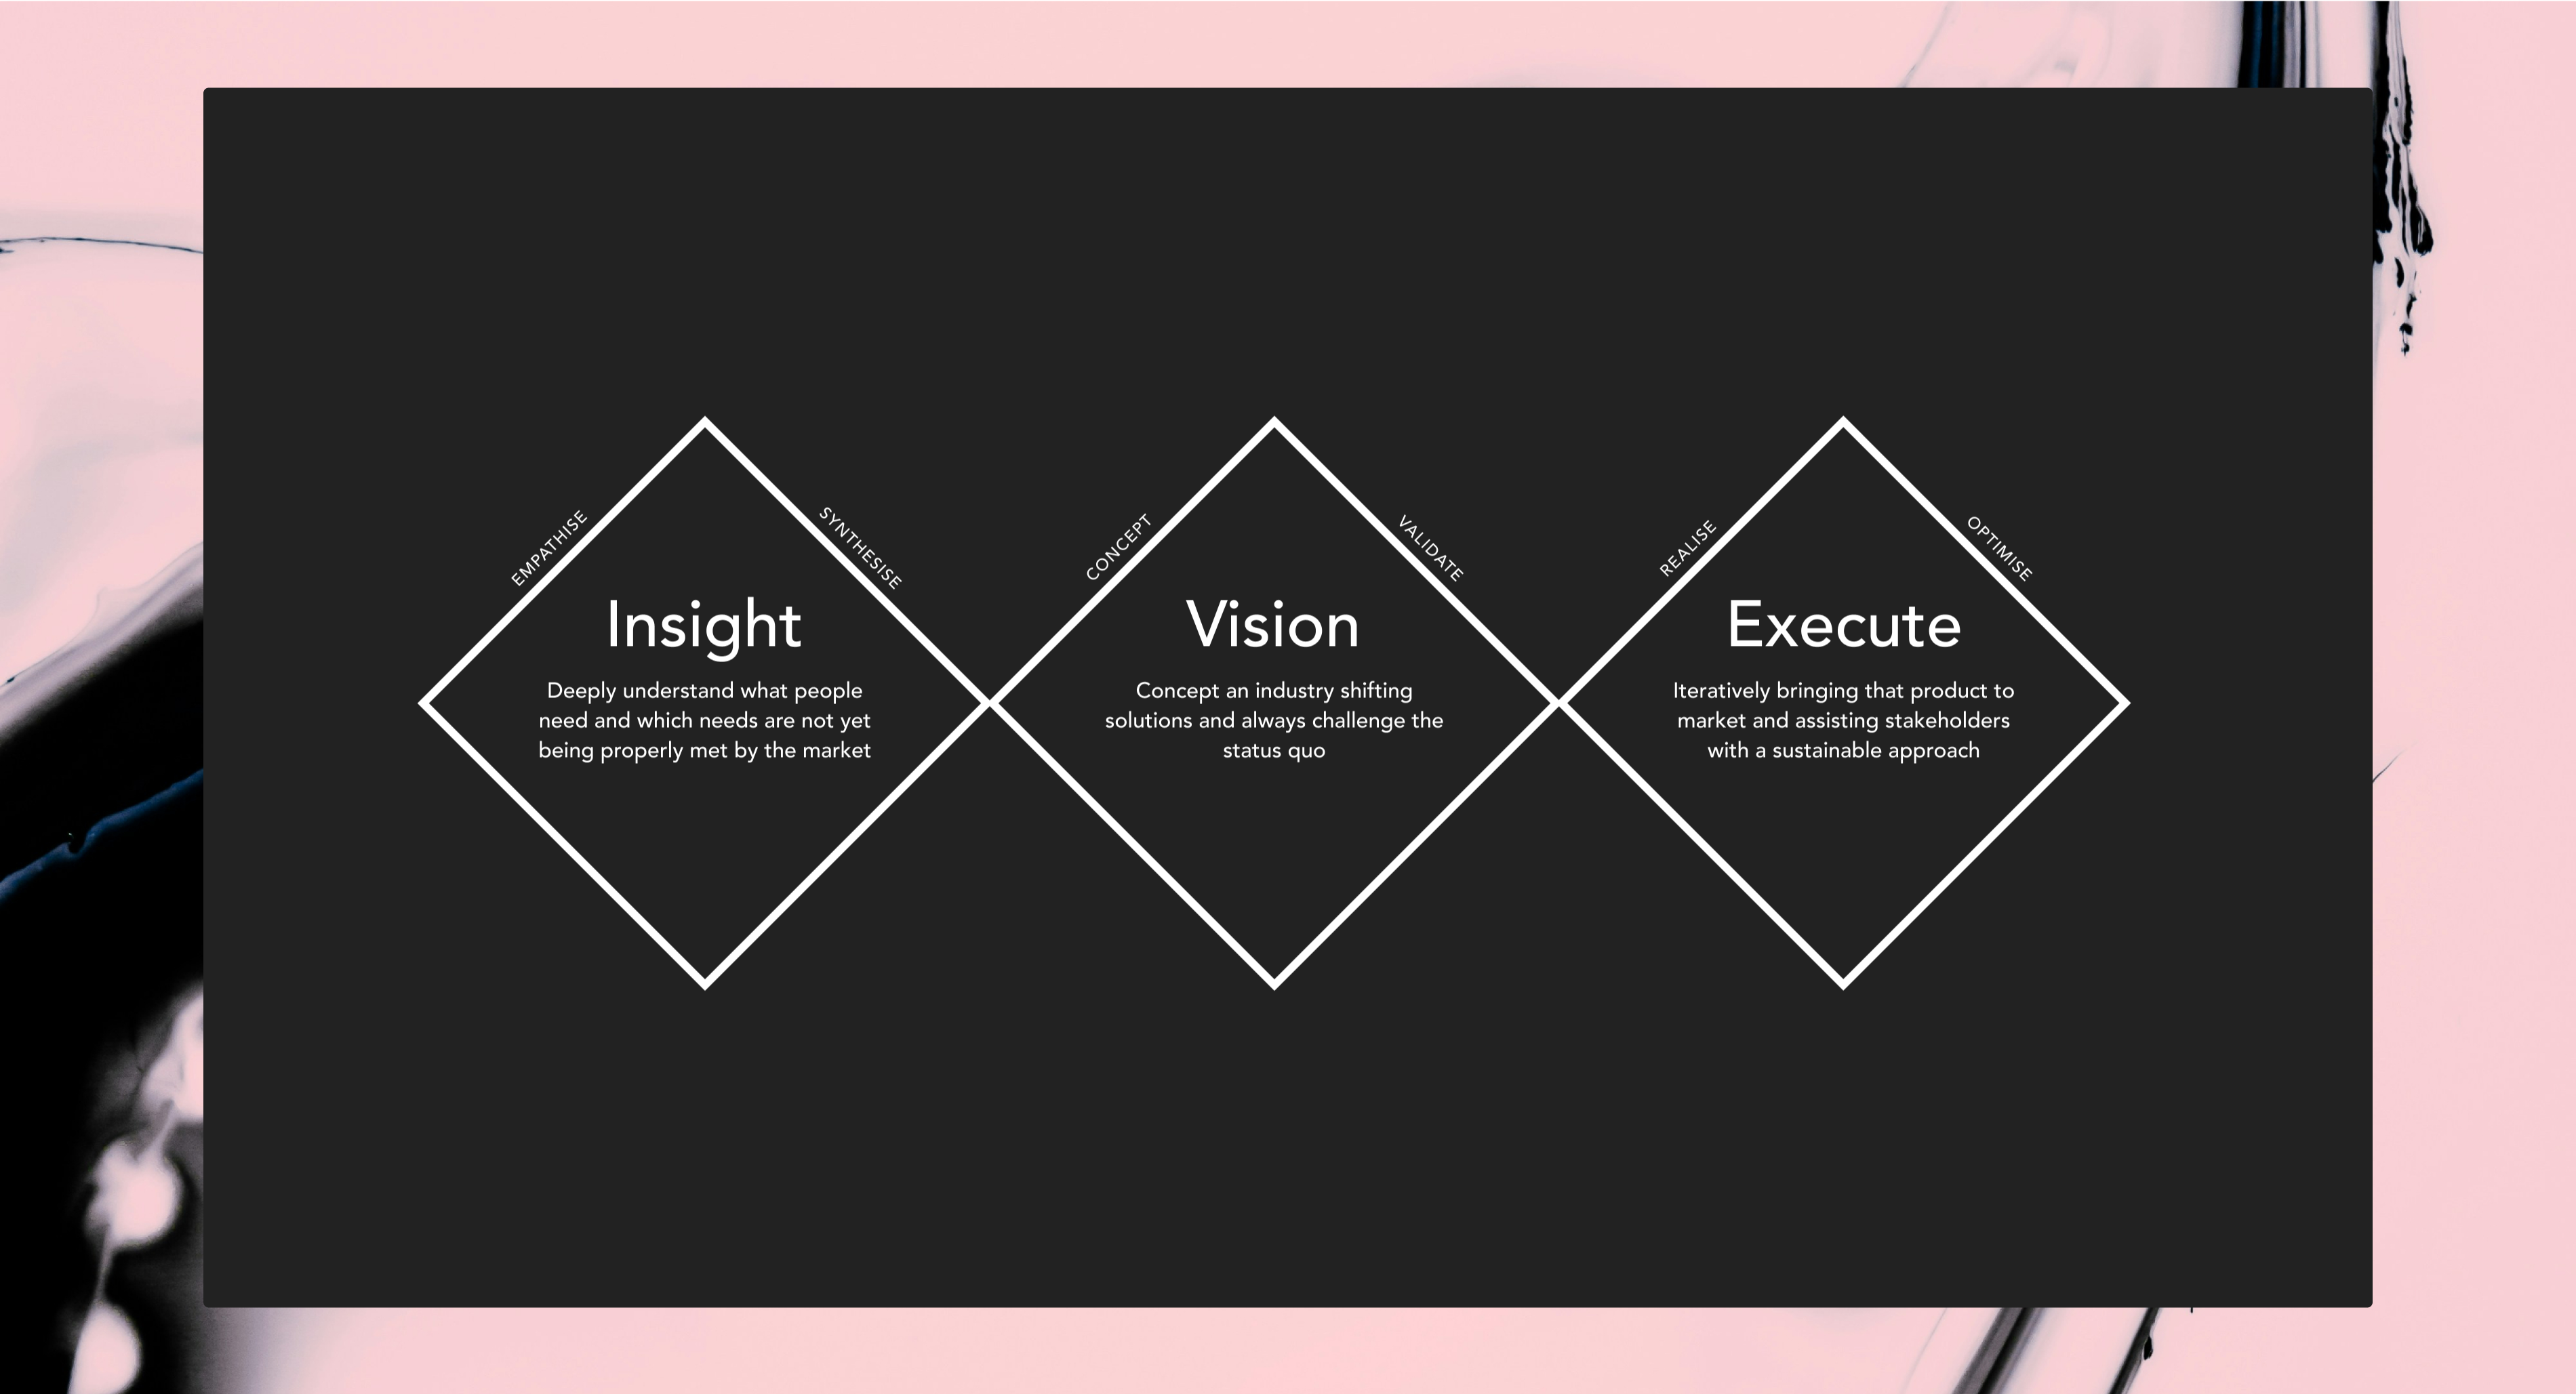 EMPATHISE
SYNTHESISE
Insight
Deeply understand what people
need and which needs are not yet
being properly met by the market
CONCEPT
VALIDATE
Vision
Concept an industry shifting
solutions and always challenge the
status quo
REALISE
OPTIMISE
Execute
Iteratively bringing that product to
market and assisting stakeholders
with a sustainable approach